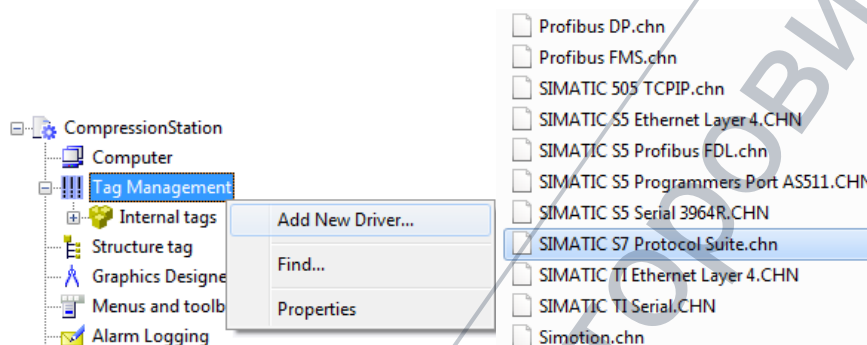 CompressionStation
Computer
Tag Management
Internal tags
Structure tag
Graphics Designe
Menus and toolb
Alarm Logging
Add New Driver...
Find...
Properties
Profibus DP.chn
Profibus FMS.chn
SIMATIC 505 TCPIP.chn
SIMATIC S5 Ethernet Layer 4.CHN
SIMATIC S5 Profibus FDL.chn
SIMATIC S5 Programmers Port AS511.CHN
SIMATIC S5 Serial 3964R.CHN
SIMATIC S7 Protocol Suite.chn
SIMATIC TI Ethernet Layer 4.CHN
SIMATIC TI Serial.CHN
Simotion.chn
ТОРОВИ